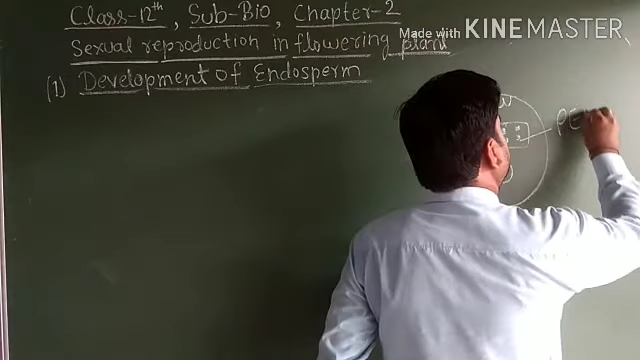 Class-12th, Sub-Bio, Chapter-2
Made with KINEMASTER
Sexual reproduction in flowering plant
(1) Development of Endosperm